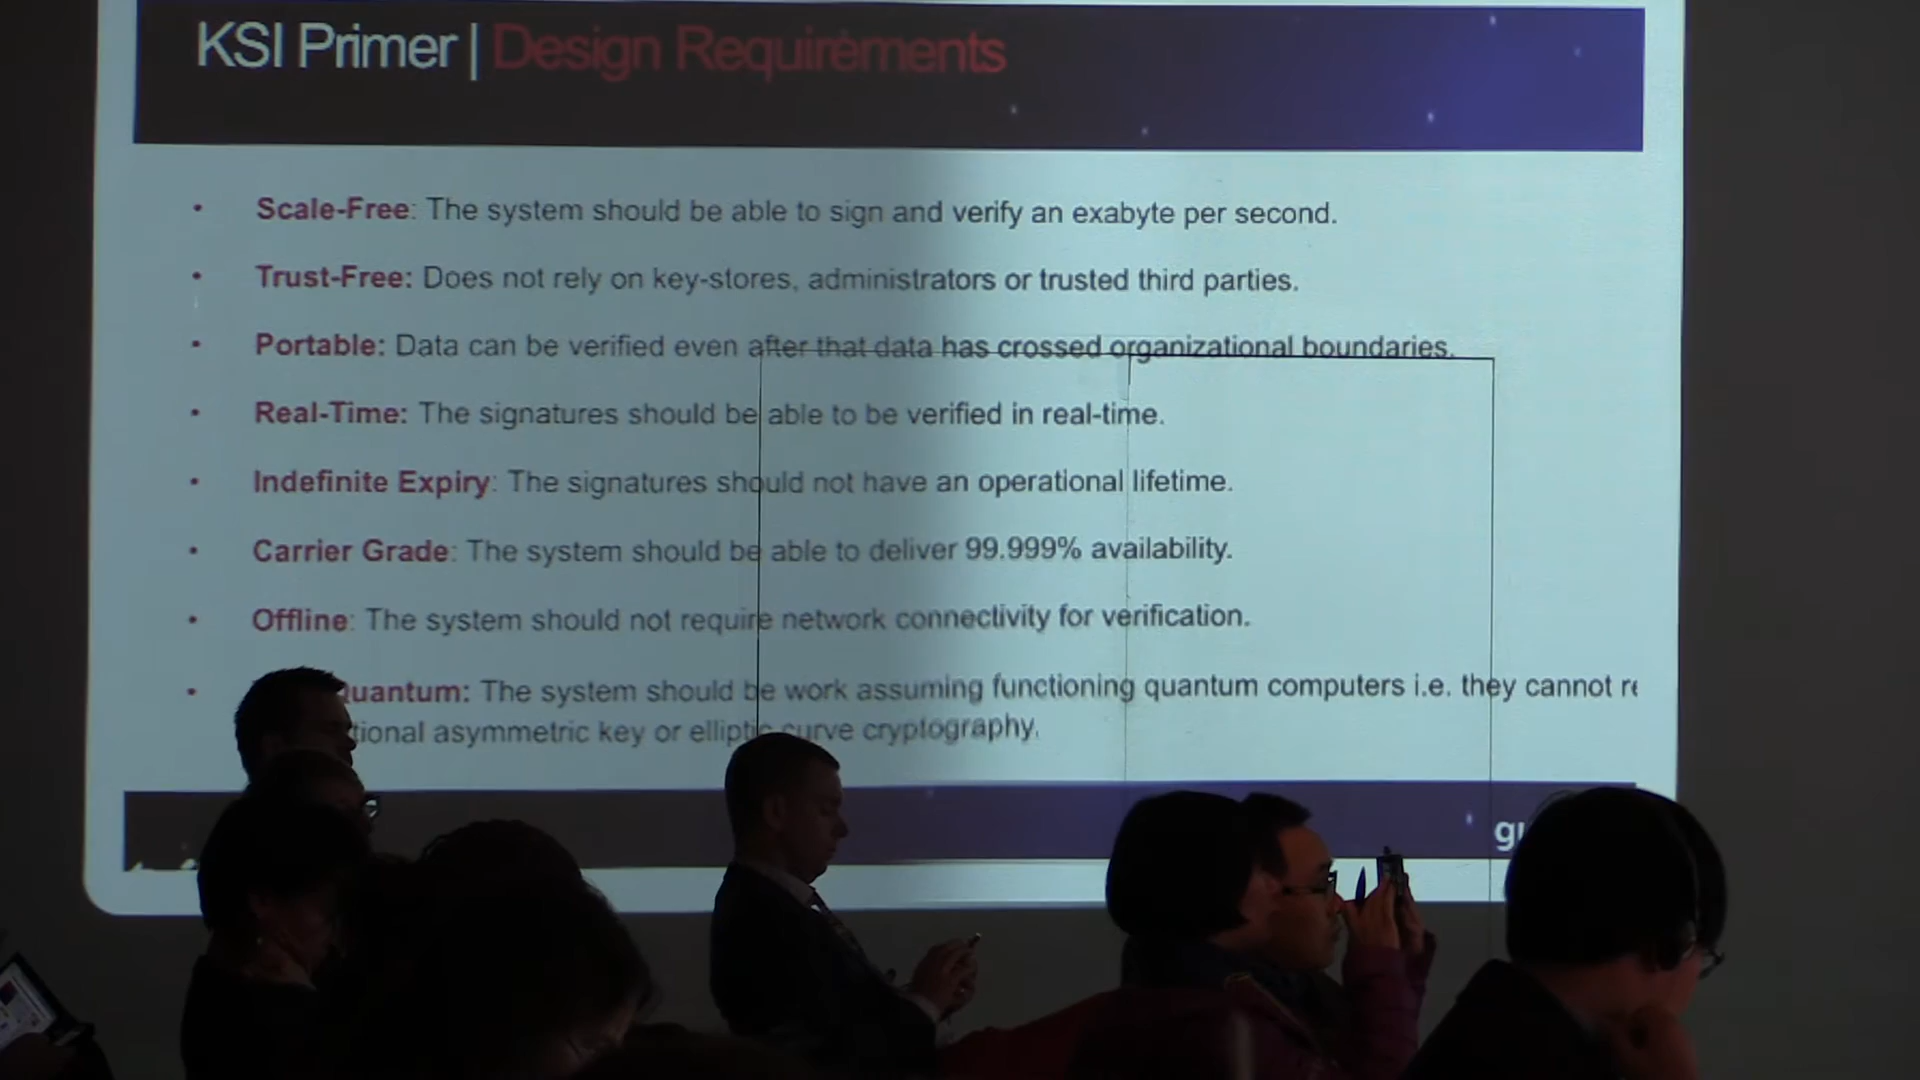 KSI Primer | Design Requirements
• Scale-Free: The system should be able to sign and verify an exabyte per second.
• Trust-Free: Does not rely on key-stores, administrators or trusted third parties.
• Portable: Data can be verified even after that data has crossed organizational boundaries.
• Real-Time: The signatures should be able to be verified in real-time.
• Indefinite Expiry: The signatures should not have an operational lifetime.
• Carrier Grade: The system should be able to deliver 99.999% availability.
• Offline: The system should not require network connectivity for verification.
• uantum: The system should be work assuming functioning quantum computers i.e. they cannot
tional asymmetric key or elliptic curve cryptography.